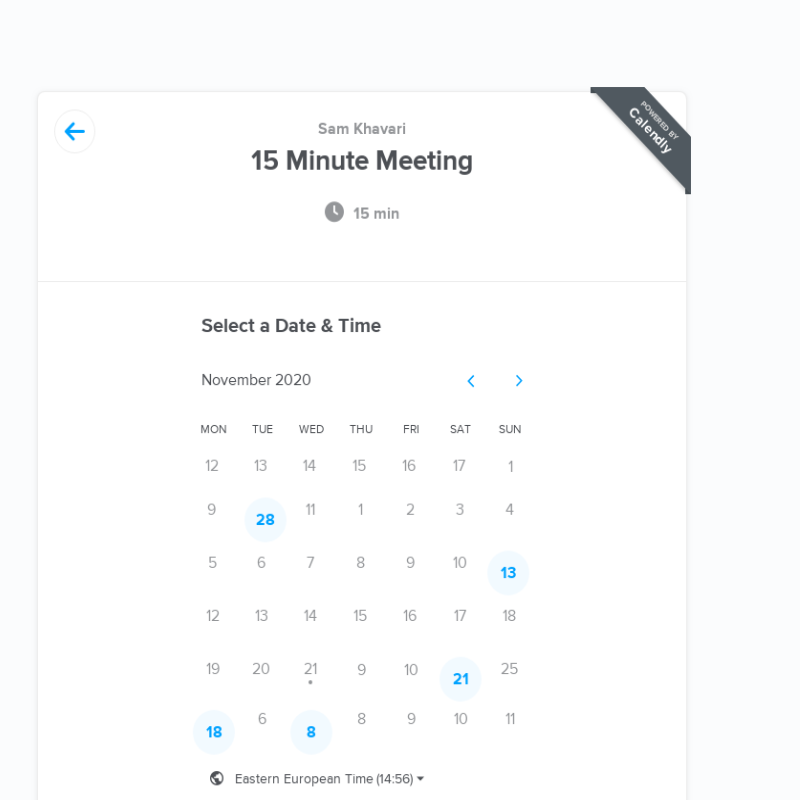 POWERED BY
Calendly
Sam Khavari
15 Minute Meeting
15 min
Select a Date & Time
November 2020
MON TUE WED THU FRI SAT SUN
12 13 14 15 16 17 1
9 28 11 1 2 3 4
5 6 7 8 9 10 13
12 13 14 15 16 17 18
19 20 21 9 10 21 25
18 6 8 8 9 10 11
Eastern European Time (14:56)